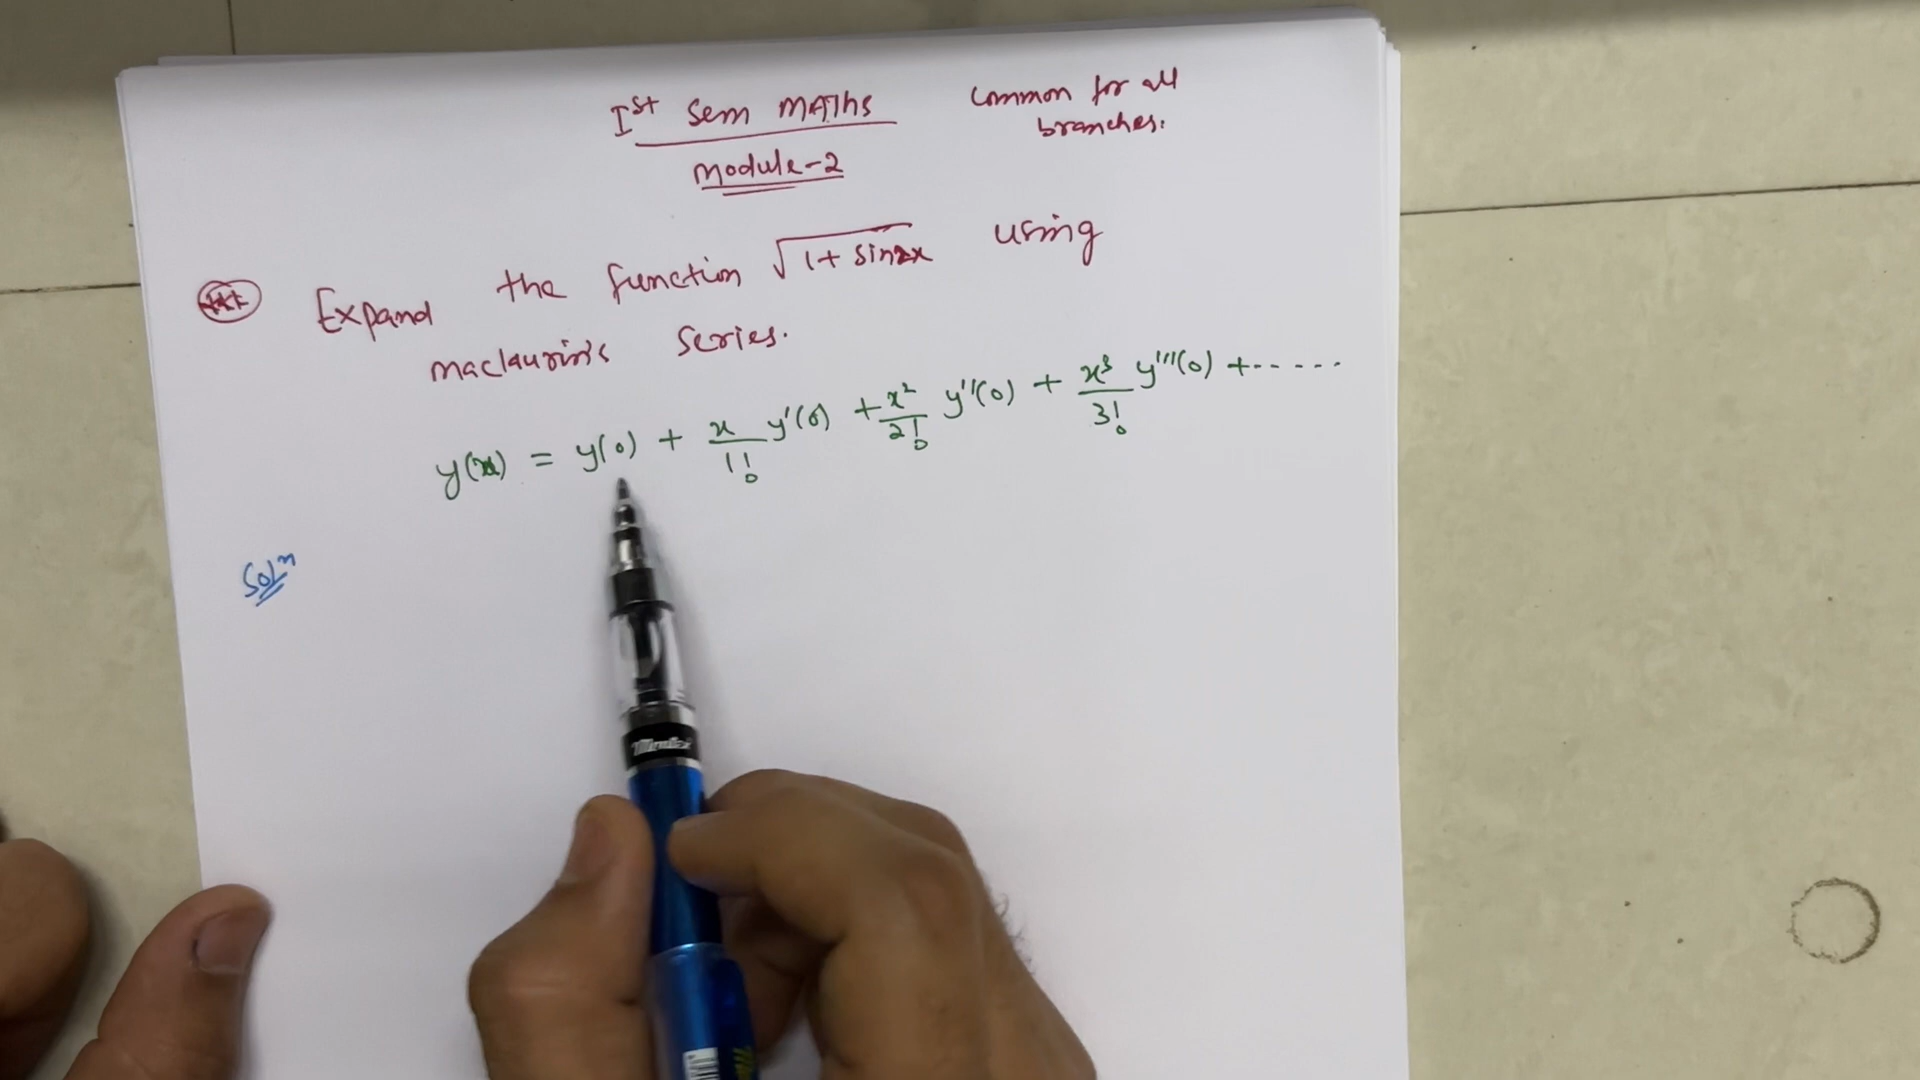 Ist Sem MATHS
Common for all
branches.
Module-2
Expand the function √1+sin2x using
maclaurin's series.
y(x) = y(0) + x/1! y'(0) + x²/2! y''(0) + x³/3! y'''(0) + ......
Solⁿ